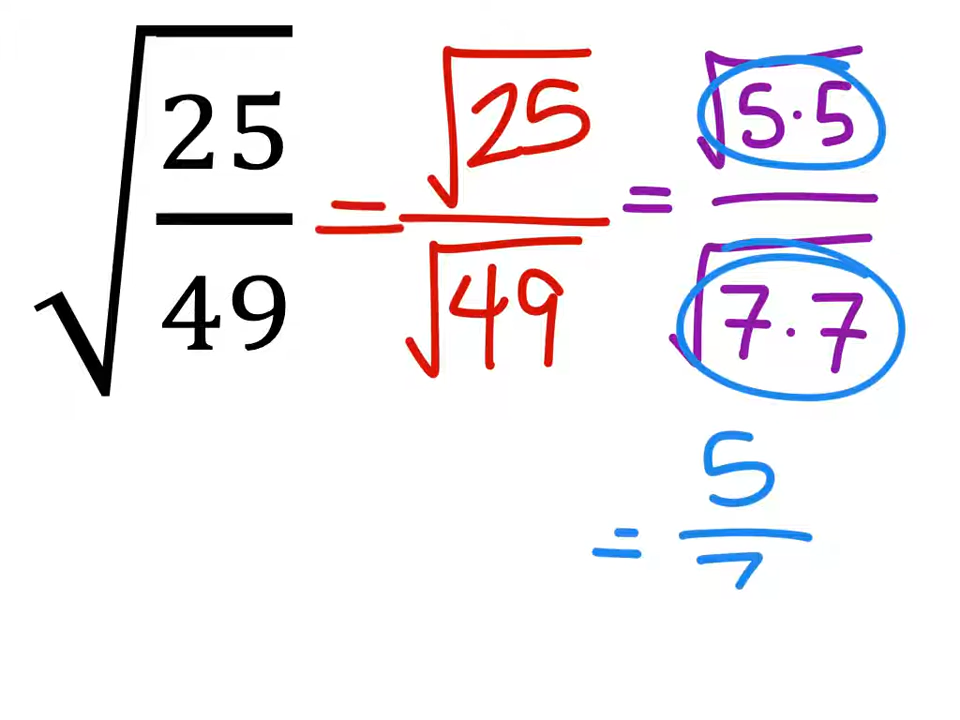 √(25/49) = √25/√49 = √(5·5)/√(7·7)
= 5/7